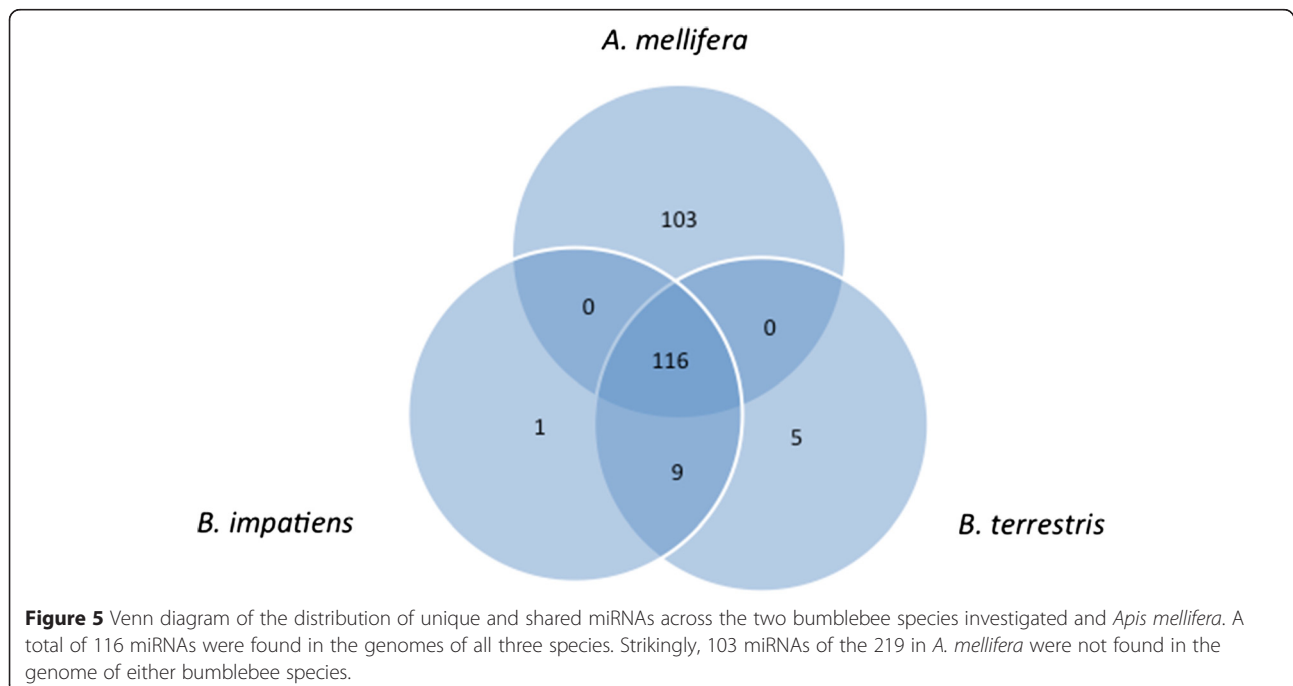 A. mellifera
103
0
0
116
1
5
9
B. impatiens
B. terrestris
Figure 5 Venn diagram of the distribution of unique and shared miRNAs across the two bumblebee species investigated and Apis mellifera. A
total of 116 miRNAs were found in the genomes of all three species. Strikingly, 103 miRNAs of the 219 in A. mellifera were not found in the
genome of either bumblebee species.